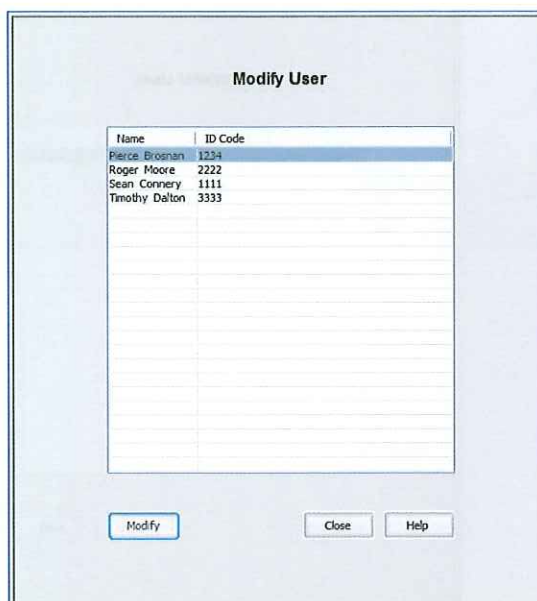 Modify User
Name ID Code
Pierce Brosnan 1234
Roger Moore 2222
Sean Connery 1111
Timothy Dalton 3333
Modify Close Help